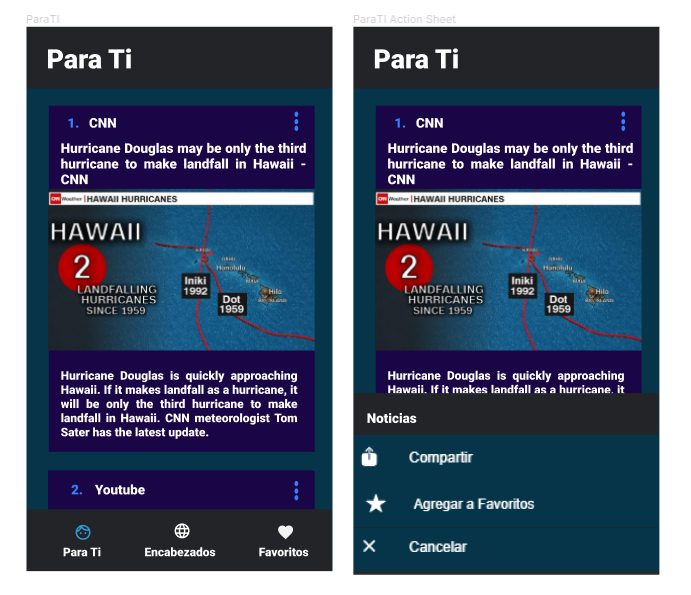 ParaTI
Para Ti
1. CNN
Hurricane Douglas may be only the third
hurricane to make landfall in Hawaii -
CNN
CNN Weather | HAWAII HURRICANES
HAWAII
2
LANDFALLING
HURRICANES
SINCE 1959
Honolulu
Hilo
Iniki
1992
Dot
1959
Hurricane Douglas is quickly approaching
Hawaii. If it makes landfall as a hurricane, it
will be only the third hurricane to make
landfall in Hawaii. CNN meteorologist Tom
Sater has the latest update.
2. Youtube
Para Ti
Encabezados
Favoritos
ParaTI Action Sheet
Para Ti
1. CNN
Hurricane Douglas may be only the third
hurricane to make landfall in Hawaii -
CNN
CNN Weather | HAWAII HURRICANES
HAWAII
2
LANDFALLING
HURRICANES
SINCE 1959
Honolulu
Hilo
Iniki
1992
Dot
1959
Hurricane Douglas is quickly approaching
Hawaii. If it makes landfall as a hurricane, it
Noticias
Compartir
Agregar a Favoritos
Cancelar